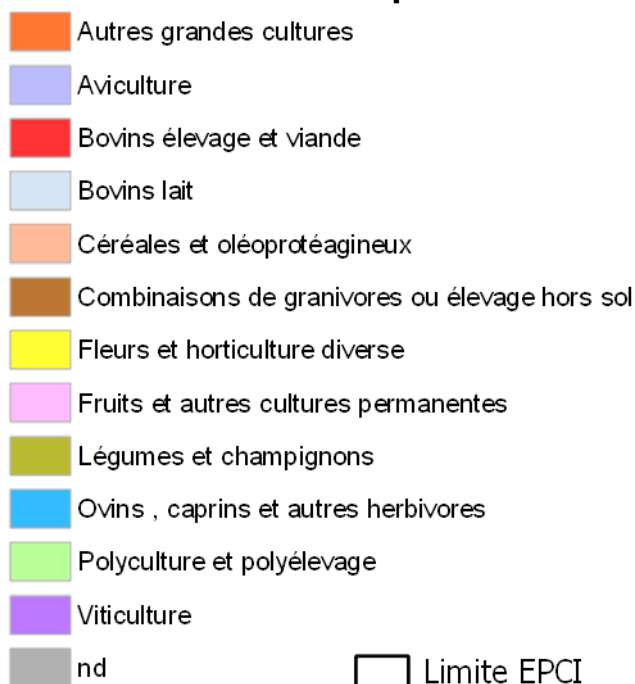 Autres grandes cultures
Aviculture
Bovins élevage et viande
Bovins lait
Céréales et oléoprotéagineux
Combinaisons de granivores ou élevage hors sol
Fleurs et horticulture diverse
Fruits et autres cultures permanentes
Légumes et champignons
Ovins , caprins et autres herbivores
Polyculture et polyélevage
Viticulture
nd
Limite EPCI